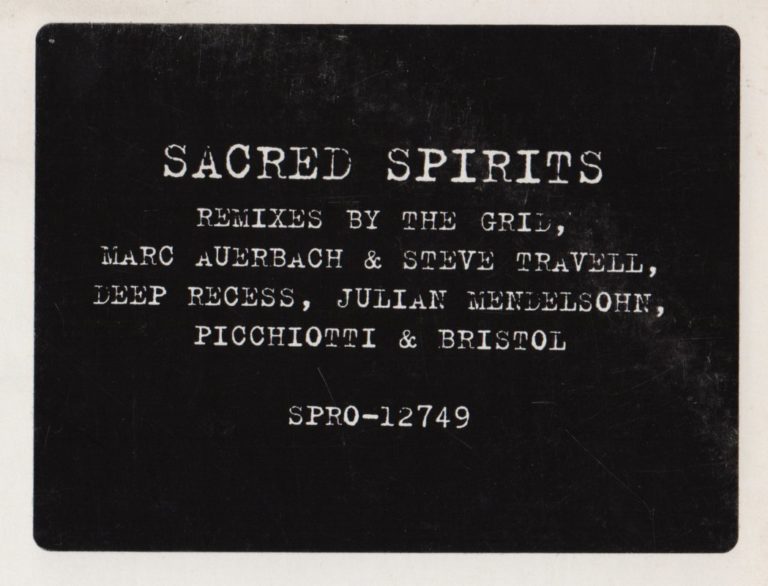 SACRED SPIRITS
REMIXES BY THE GRID,
MARC AUERBACH & STEVE TRAVELL,
DEEP RECESS, JULIAN MENDELSOHN,
PICCHIOTTI & BRISTOL
SPRO-12749